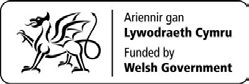 Ariennir gan
Lywodraeth Cymru
Funded by
Welsh Government